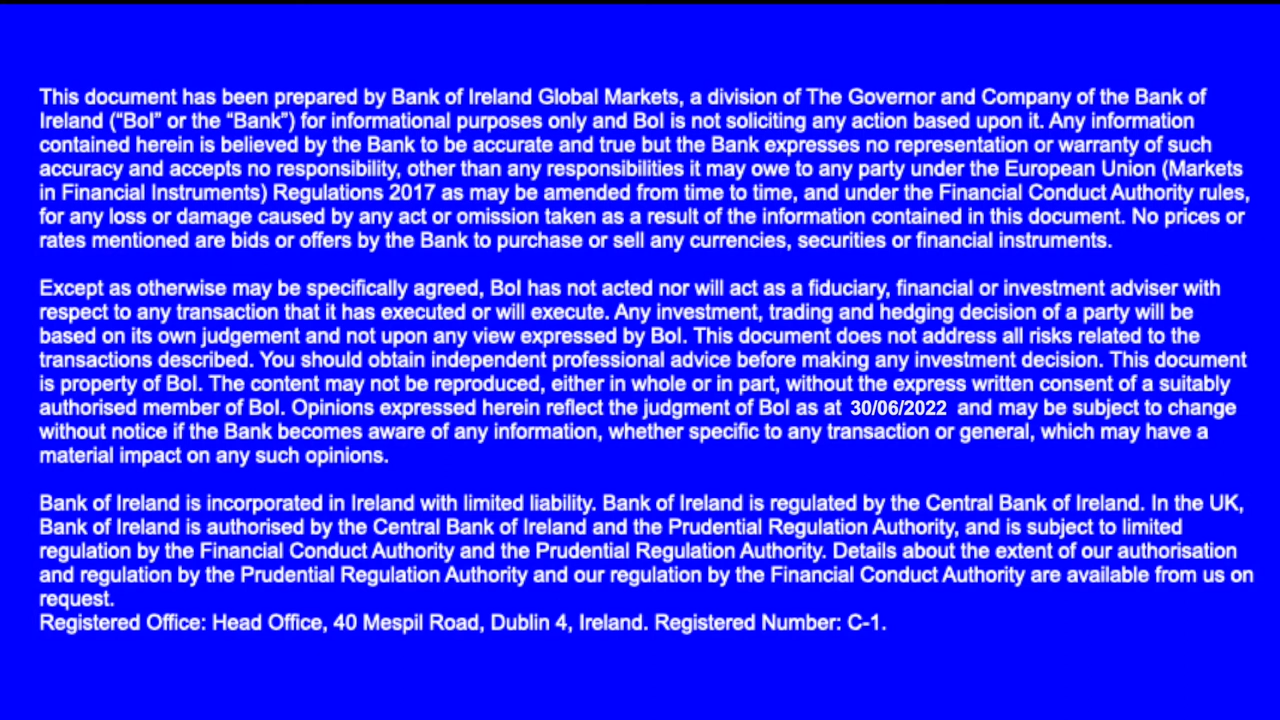 This document has been prepared by Bank of Ireland Global Markets, a division of The Governor and Company of the Bank of
Ireland (“BoI” or the “Bank”) for informational purposes only and BoI is not soliciting any action based upon it. Any information
contained herein is believed by the Bank to be accurate and true but the Bank expresses no representation or warranty of such
accuracy and accepts no responsibility, other than any responsibilities it may owe to any party under the European Union (Markets
in Financial Instruments) Regulations 2017 as may be amended from time to time, and under the Financial Conduct Authority rules,
for any loss or damage caused by any act or omission taken as a result of the information contained in this document. No prices or
rates mentioned are bids or offers by the Bank to purchase or sell any currencies, securities or financial instruments.
Except as otherwise may be specifically agreed, BoI has not acted nor will act as a fiduciary, financial or investment adviser with
respect to any transaction that it has executed or will execute. Any investment, trading and hedging decision of a party will be
based on its own judgement and not upon any view expressed by BoI. This document does not address all risks related to the
transactions described. You should obtain independent professional advice before making any investment decision. This document
is property of BoI. The content may not be reproduced, either in whole or in part, without the express written consent of a suitably
authorised member of BoI. Opinions expressed herein reflect the judgment of BoI as at 30/06/2022 and may be subject to change
without notice if the Bank becomes aware of any information, whether specific to any transaction or general, which may have a
material impact on any such opinions.
Bank of Ireland is incorporated in Ireland with limited liability. Bank of Ireland is regulated by the Central Bank of Ireland. In the UK,
Bank of Ireland is authorised by the Central Bank of Ireland and the Prudential Regulation Authority, and is subject to limited
regulation by the Financial Conduct Authority and the Prudential Regulation Authority. Details about the extent of our authorisation
and regulation by the Prudential Regulation Authority and our regulation by the Financial Conduct Authority are available from us on
request.
Registered Office: Head Office, 40 Mespil Road, Dublin 4, Ireland. Registered Number: C-1.